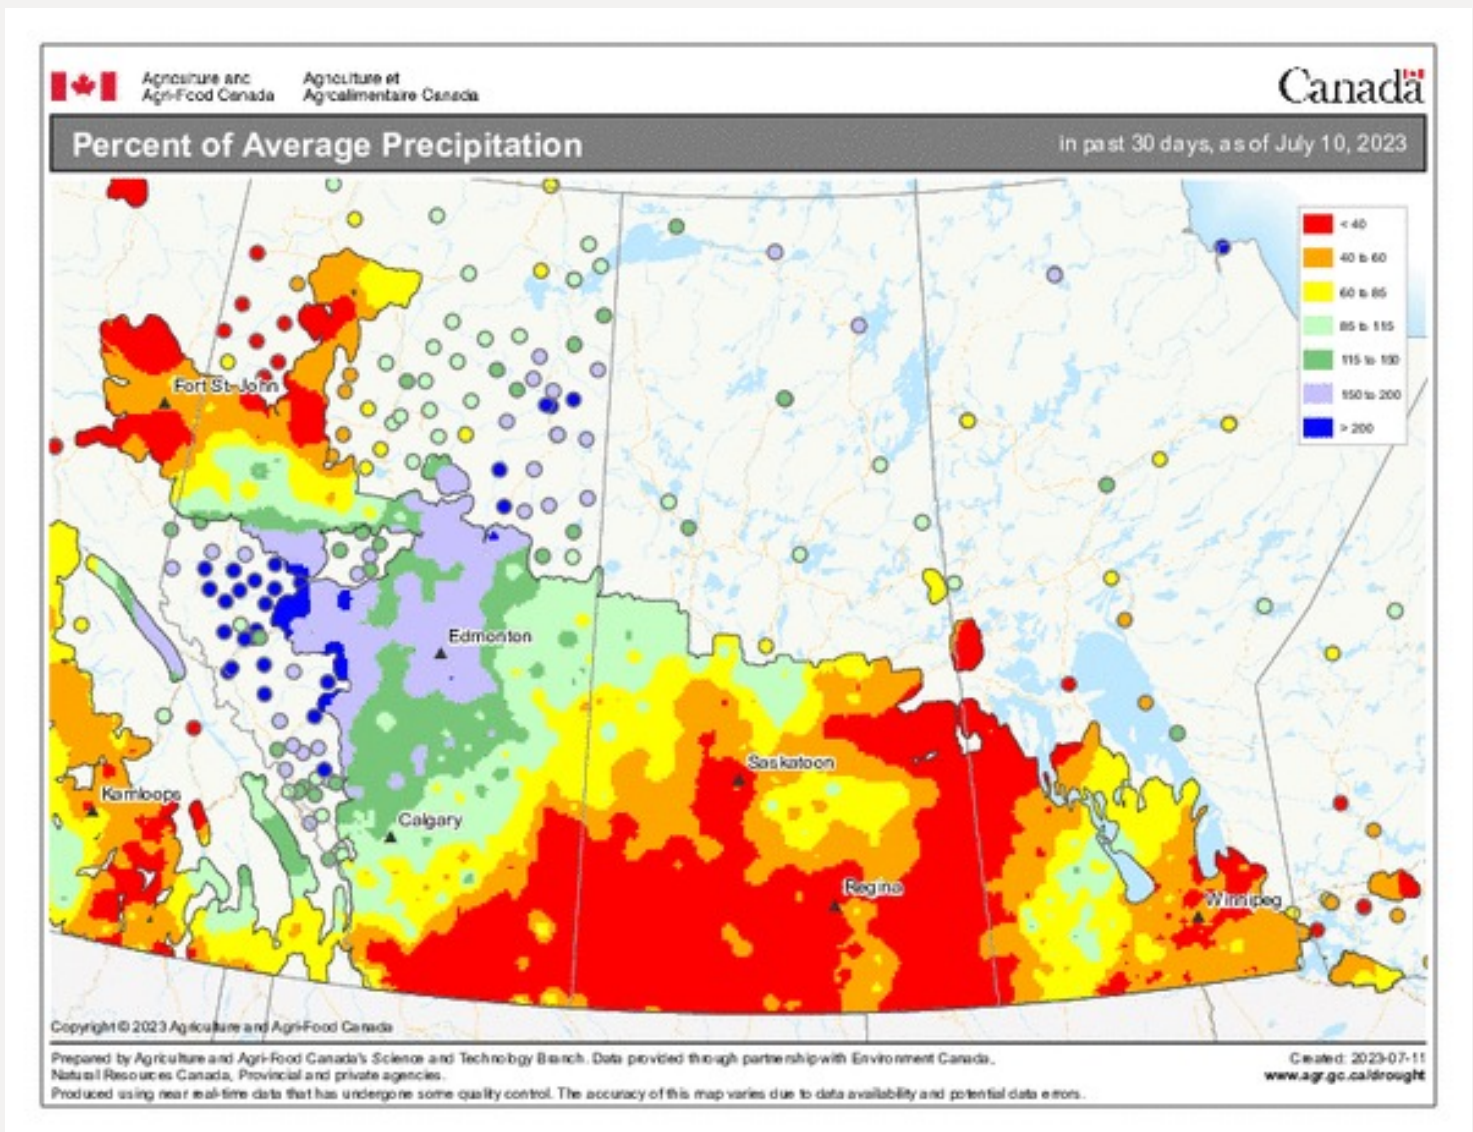 Agriculture and
Agri-Food Canada
Agriculture et
Agroalimentaire Canada
Canada
Percent of Average Precipitation
in past 30 days, as of July 10, 2023
< 40
40 to 60
60 to 85
85 to 115
115 to 150
150 to 200
> 200
Fort St-John
Edmonton
Saskatoon
Kamloops
Calgary
Regina
Winnipeg
Copyright © 2023 Agriculture and Agri-Food Canada
Prepared by Agriculture and Agri-Food Canada's Science and Technology Branch. Data provided through partnership with Environment Canada,
Natural Resources Canada, Provincial and private agencies.
Produced using near real-time data that has undergone some quality control. The accuracy of this map varies due to data availability and potential data errors.
Created: 2023-07-11
www.agr.gc.ca/drought